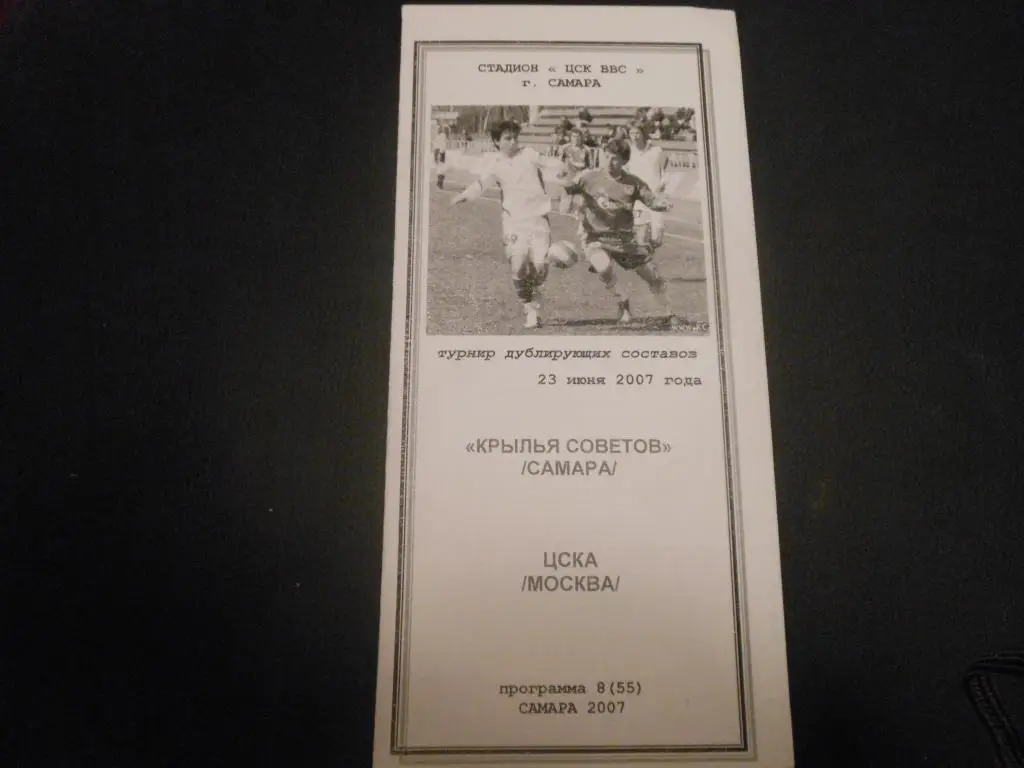 СТАДИОН « ЦСК ВВС »
г. САМАРА
турнир дублирующих составов
23 июня 2007 года
«КРЫЛЬЯ СОВЕТОВ»
/САМАРА/
ЦСКА
/МОСКВА/
программа 8(55)
САМАРА 2007